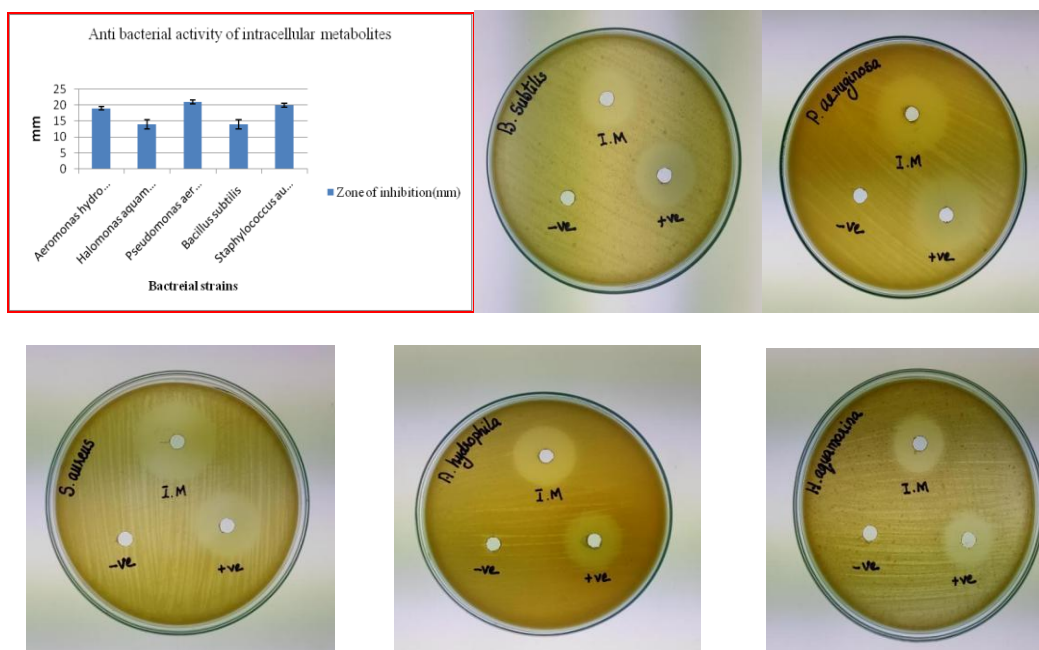 Anti bacterial activity of intracellular metabolites
mm
25
20
15
10
5
0
Aeromonas hydro...
Halomonas aquam...
Pseudomonas aer...
Bacillus subtilis
Staphylococcus au...
Zone of inhibition(mm)
Bactreial strains
B. Subtilis
I.M
-ve
+ve
P. aeruginosa
I.M
-ve
+ve
S. aureus
I.M
-ve
+ve
A. hydrophila
I.M
-ve
+ve
H. aquamarina
I.M
-ve
+ve